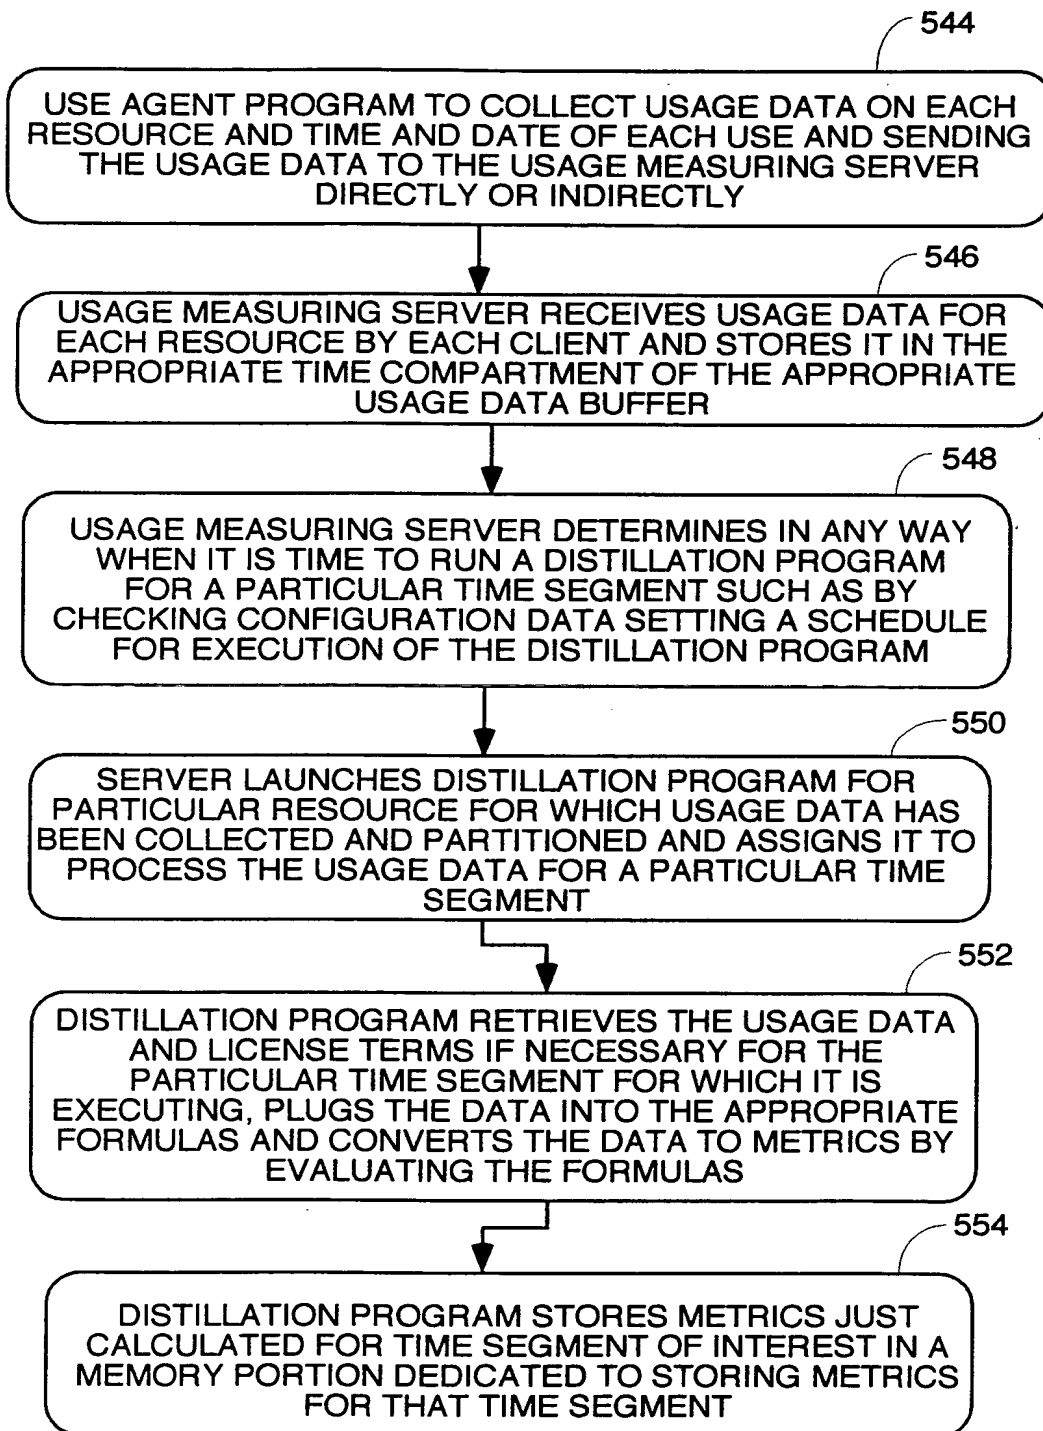 544
USE AGENT PROGRAM TO COLLECT USAGE DATA ON EACH
RESOURCE AND TIME AND DATE OF EACH USE AND SENDING
THE USAGE DATA TO THE USAGE MEASURING SERVER
DIRECTLY OR INDIRECTLY
546
USAGE MEASURING SERVER RECEIVES USAGE DATA FOR
EACH RESOURCE BY EACH CLIENT AND STORES IT IN THE
APPROPRIATE TIME COMPARTMENT OF THE APPROPRIATE
USAGE DATA BUFFER
548
USAGE MEASURING SERVER DETERMINES IN ANY WAY
WHEN IT IS TIME TO RUN A DISTILLATION PROGRAM
FOR A PARTICULAR TIME SEGMENT SUCH AS BY
CHECKING CONFIGURATION DATA SETTING A SCHEDULE
FOR EXECUTION OF THE DISTILLATION PROGRAM
550
SERVER LAUNCHES DISTILLATION PROGRAM FOR
PARTICULAR RESOURCE FOR WHICH USAGE DATA HAS
BEEN COLLECTED AND PARTITIONED AND ASSIGNS IT TO
PROCESS THE USAGE DATA FOR A PARTICULAR TIME
SEGMENT
552
DISTILLATION PROGRAM RETRIEVES THE USAGE DATA
AND LICENSE TERMS IF NECESSARY FOR THE
PARTICULAR TIME SEGMENT FOR WHICH IT IS
EXECUTING, PLUGS THE DATA INTO THE APPROPRIATE
FORMULAS AND CONVERTS THE DATA TO METRICS BY
EVALUATING THE FORMULAS
554
DISTILLATION PROGRAM STORES METRICS JUST
CALCULATED FOR TIME SEGMENT OF INTEREST IN A
MEMORY PORTION DEDICATED TO STORING METRICS
FOR THAT TIME SEGMENT